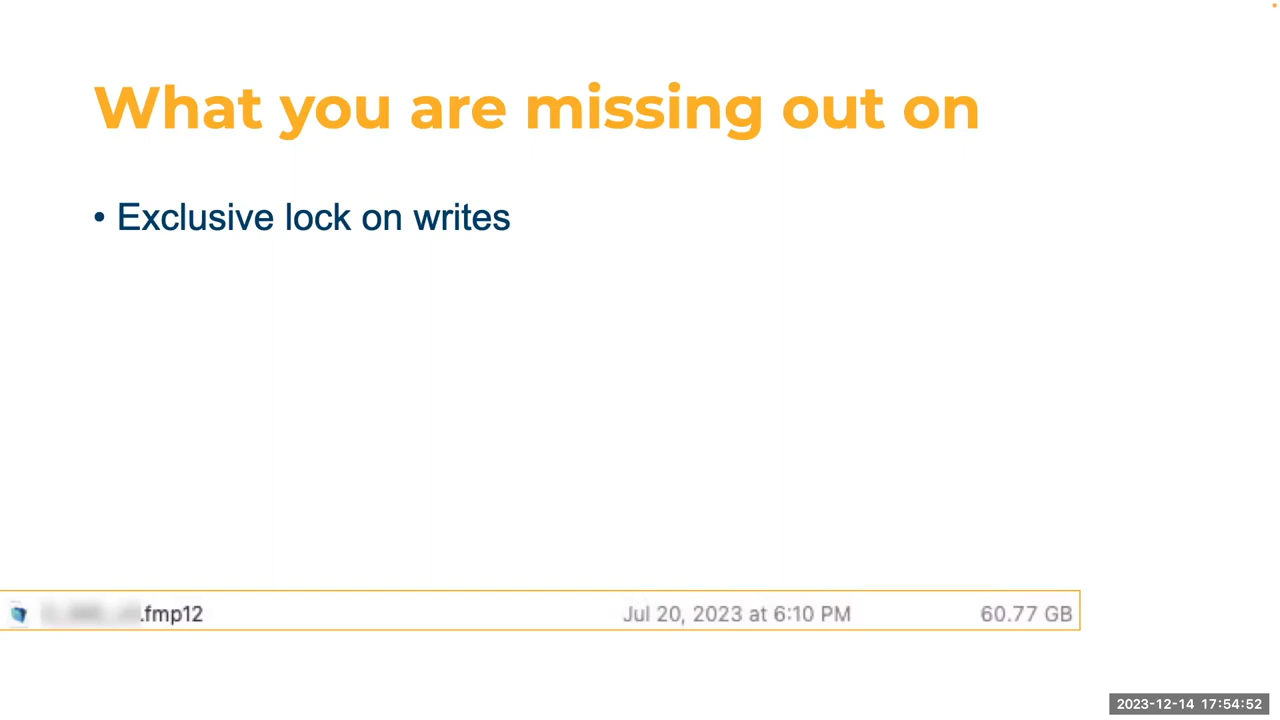 What you are missing out on
• Exclusive lock on writes
.fmp12 Jul 20, 2023 at 6:10 PM 60.77 GB
2023-12-14 17:54:52